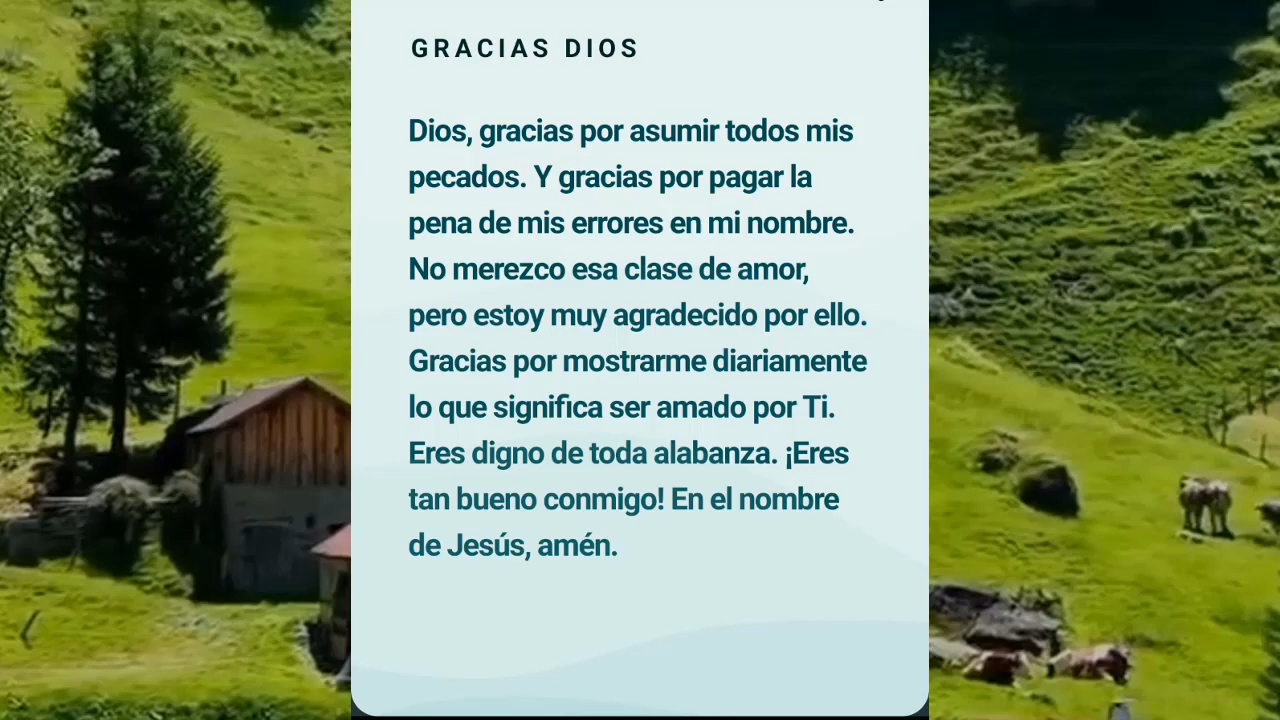 GRACIAS DIOS
Dios, gracias por asumir todos mis
pecados. Y gracias por pagar la
pena de mis errores en mi nombre.
No merezco esa clase de amor,
pero estoy muy agradecido por ello.
Gracias por mostrarme diariamente
lo que significa ser amado por Ti.
Eres digno de toda alabanza. ¡Eres
tan bueno conmigo! En el nombre
de Jesús, amén.